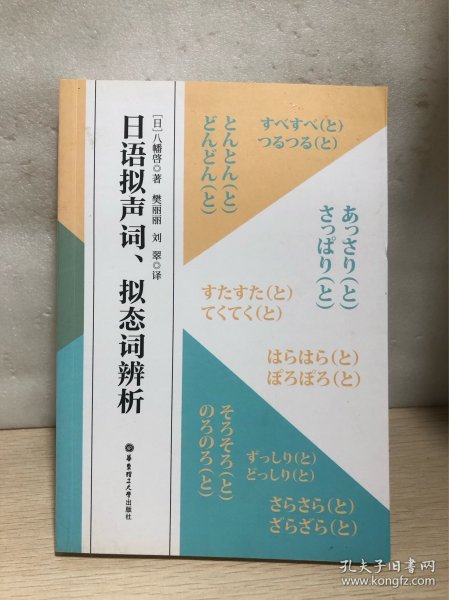 日语拟声词、拟态词辨析
[日]八幡啓◎著 樊丽丽 刘翠◎译
华东理工大学出版社
とんとん(と)
どんどん(と)
すべすべ(と)
つるつる(と)
あっさり(と)
さっぱり(と)
すたすた(と)
てくてく(と)
はらはら(と)
ぽろぽろ(と)
そろそろ(と)
のろのろ(と)
ずっしり(と)
どっしり(と)
さらさら(と)
ざらざら(と)
孔夫子旧书网
www.kongfz.com